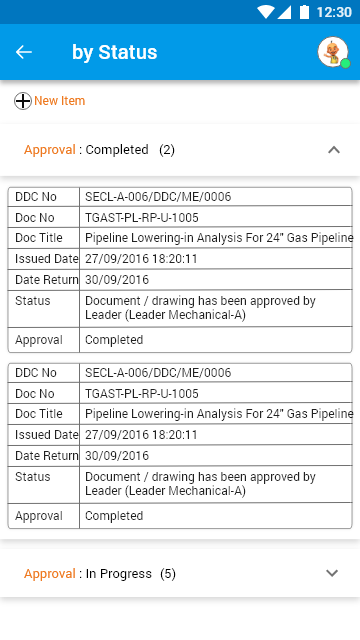 12:30
by Status
New Item
Approval : Completed (2)
DDC No SECL-A-006/DDC/ME/0006
Doc No TGAST-PL-RP-U-1005
Doc Title Pipeline Lowering-in Analysis For 24" Gas Pipeline
Issued Date 27/09/2016 18:20:11
Date Return 30/09/2016
Status Document / drawing has been approved by
Leader (Leader Mechanical-A)
Approval Completed
DDC No SECL-A-006/DDC/ME/0006
Doc No TGAST-PL-RP-U-1005
Doc Title Pipeline Lowering-in Analysis For 24" Gas Pipeline
Issued Date 27/09/2016 18:20:11
Date Return 30/09/2016
Status Document / drawing has been approved by
Leader (Leader Mechanical-A)
Approval Completed
Approval : In Progress (5)